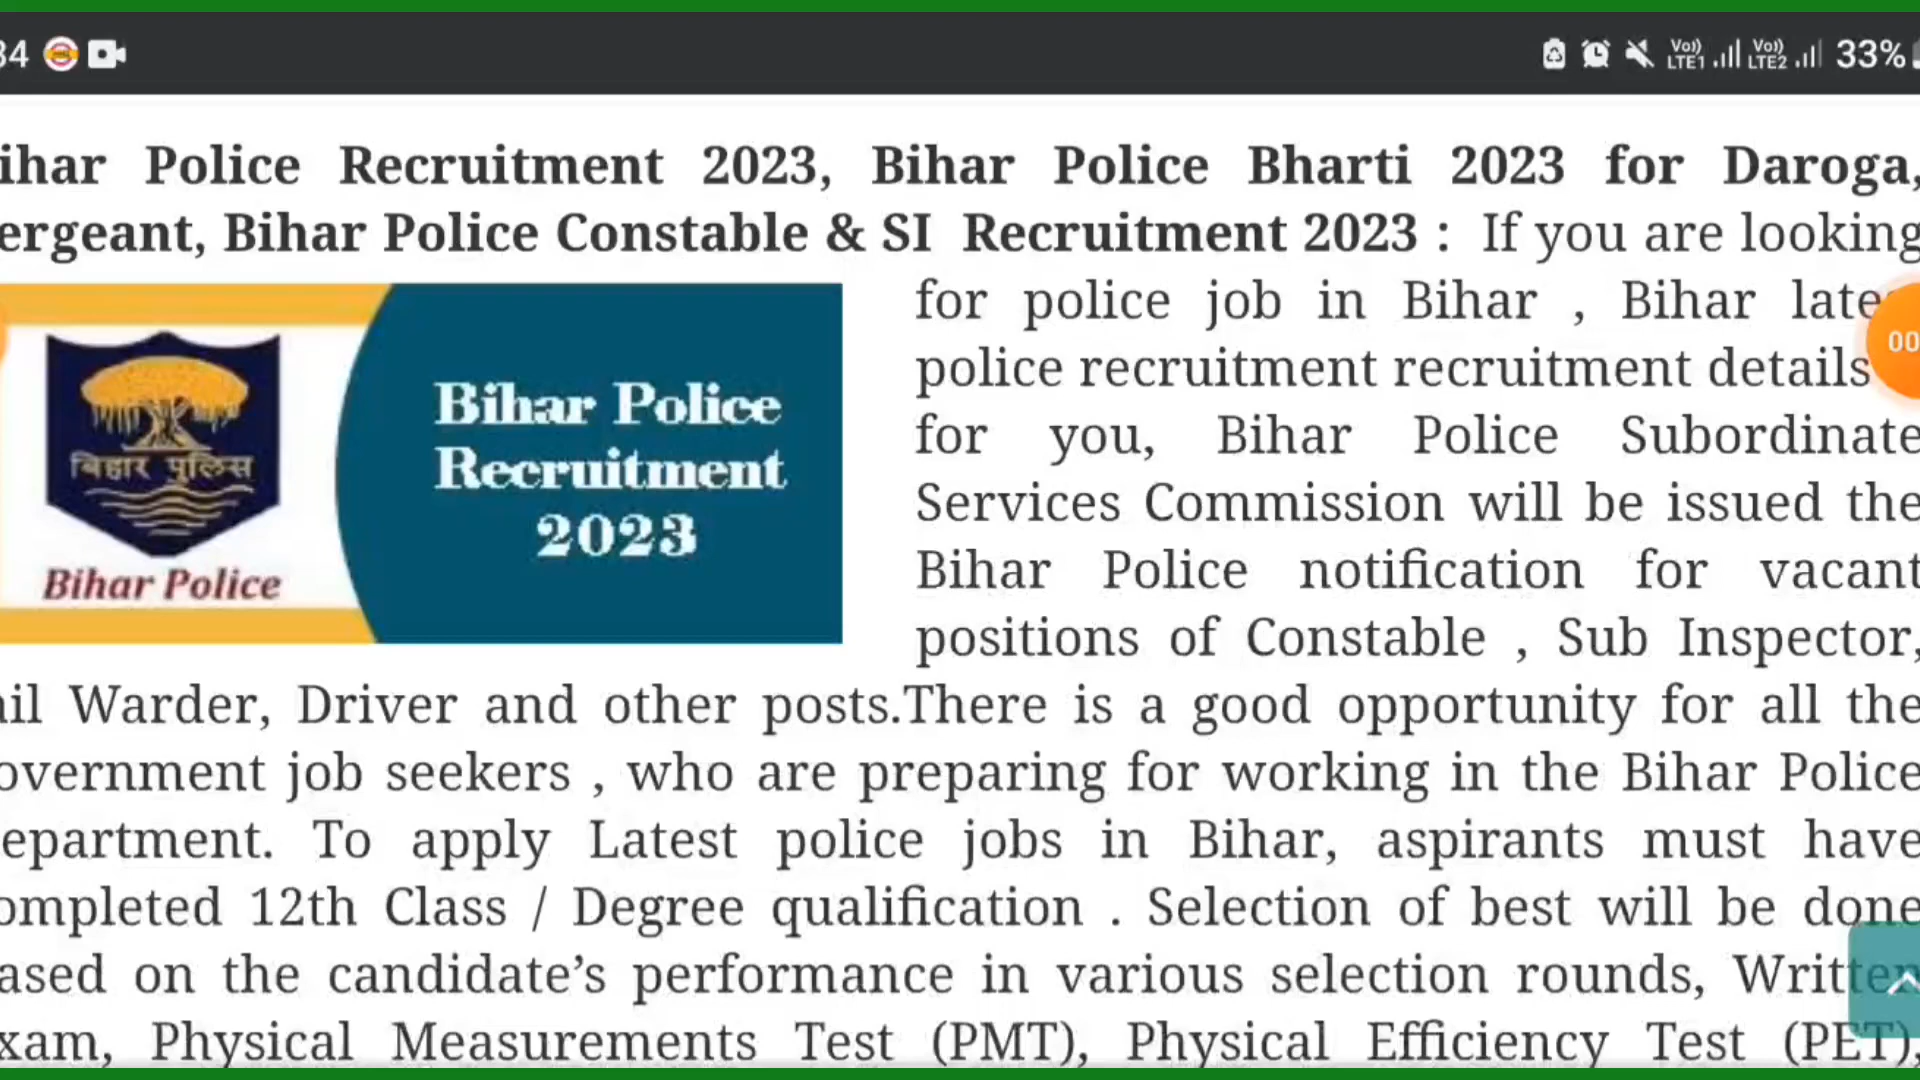 34
Vo)) LTE1 Vo)) LTE2 33%
ihar Police Recruitment 2023, Bihar Police Bharti 2023 for Daroga,
ergeant, Bihar Police Constable & SI Recruitment 2023 : If you are looking
for police job in Bihar , Bihar late
00
police recruitment recruitment details
for you, Bihar Police Subordinate
Services Commission will be issued the
Bihar Police notification for vacant
positions of Constable , Sub Inspector,
बिहार पुलिस
Bihar Police
Bihar Police
Recruitment
2023
ail Warder, Driver and other posts.There is a good opportunity for all the
overnment job seekers , who are preparing for working in the Bihar Police
epartment. To apply Latest police jobs in Bihar, aspirants must have
ompleted 12th Class / Degree qualification . Selection of best will be done
ased on the candidate’s performance in various selection rounds, Written
xam, Physical Measurements Test (PMT), Physical Efficiency Test (PET),